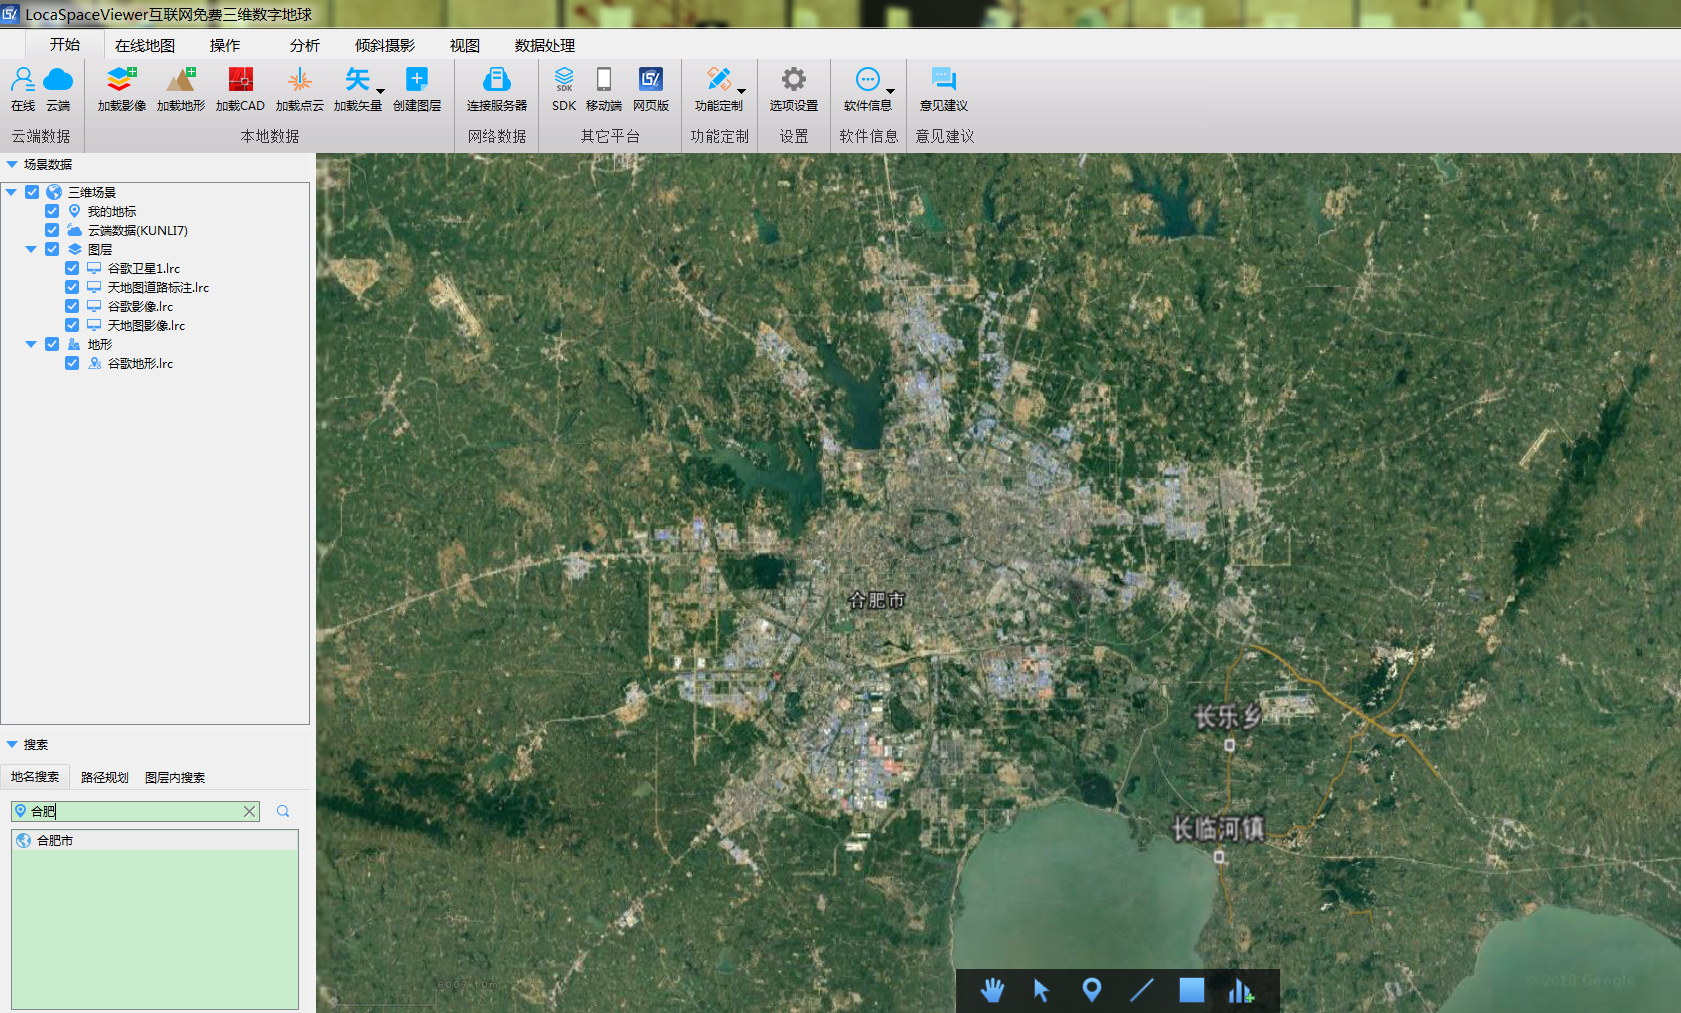 LocaSpaceViewer互联网免费三维数字地球
开始 在线地图 操作 分析 倾斜摄影 视图 数据处理
在线 云端 加载影像 加载地形 加载CAD 加载点云 加载矢量 创建图层 连接服务器 SDK 移动端 网页版 功能定制 选项设置 软件信息 意见建议
云端数据 本地数据 网络数据 其它平台 功能定制 设置 软件信息 意见建议
场景数据
三维场景
我的地标
云端数据(KUNLI7)
图层
谷歌卫星1.lrc
天地图道路标注.lrc
谷歌影像.lrc
天地图影像.lrc
地形
谷歌地形.lrc
搜索
地名搜索 路径规划 图层内搜索
合肥
合肥市
合肥市
长乐乡
长临河镇
© 2018 Google